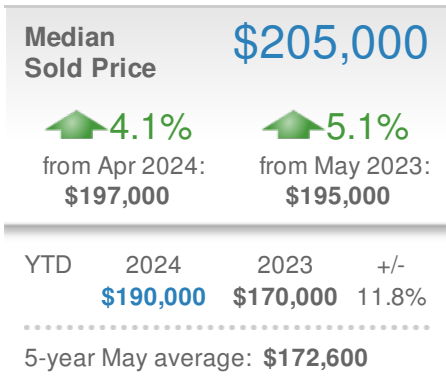 Median
Sold Price
$205,000
4.1%
from Apr 2024:
$197,000
5.1%
from May 2023:
$195,000
YTD 2024 2023 +/-
$190,000 $170,000 11.8%
5-year May average: $172,600